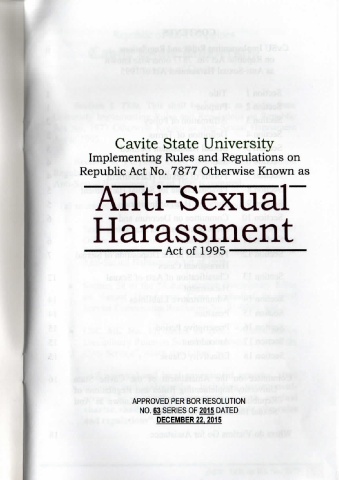 Cavite State University
Implementing Rules and Regulations on
Republic Act No. 7877 Otherwise Known as
Anti-Sexual
Harassment
Act of 1995
APPROVED PER BOR RESOLUTION
NO. 63 SERIES OF 2015 DATED
DECEMBER 22, 2015